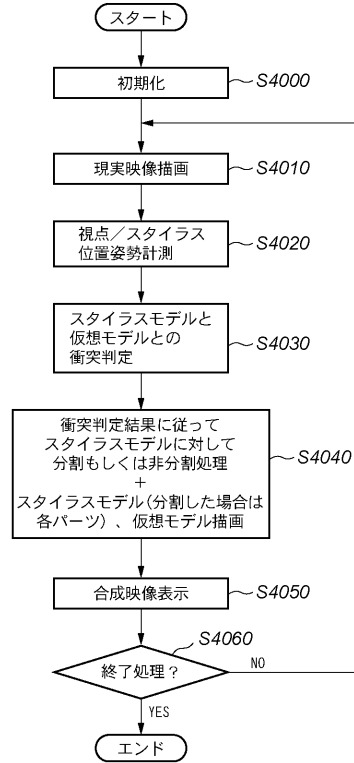 スタート
初期化
S4000
現実映像描画
S4010
視点／スタイラス
位置姿勢計測
S4020
スタイラスモデルと
仮想モデルとの
衝突判定
S4030
衝突判定結果に従って
スタイラスモデルに対して
分割もしくは非分割処理
+
スタイラスモデル(分割した場合は
各パーツ)、仮想モデル描画
S4040
合成映像表示
S4050
S4060
終了処理？
NO
YES
エンド